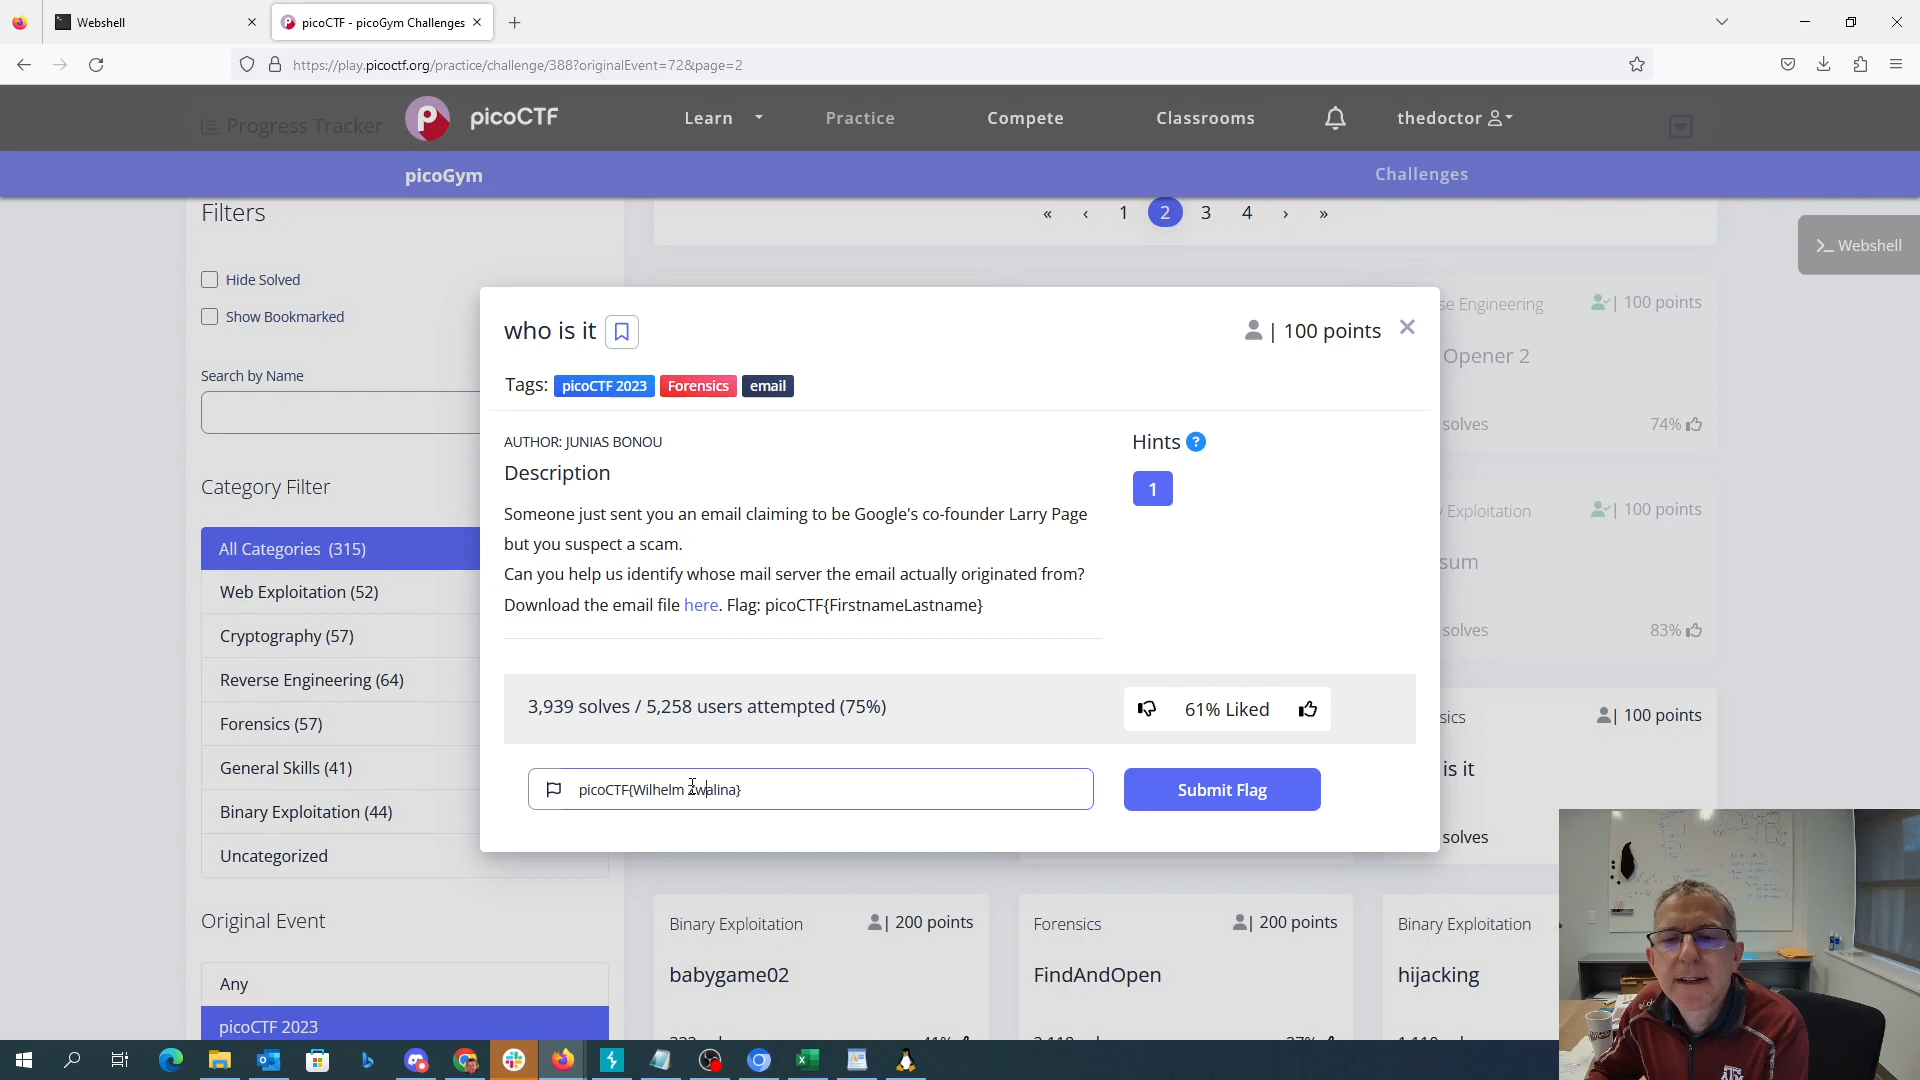 Webshell
picoCTF - picoGym Challenges
https://play.picoctf.org/practice/challenge/388?originalEvent=72&page=2
Progress Tracker
picoCTF
Learn
Practice
Compete
Classrooms
thedoctor
picoGym
Challenges
Filters
« ‹ 1 2 3 4 › »
>_ Webshell
Hide Solved
Show Bookmarked
Search by Name
Category Filter
All Categories (315)
Web Exploitation (52)
Cryptography (57)
Reverse Engineering (64)
Forensics (57)
General Skills (41)
Binary Exploitation (44)
Uncategorized
Original Event
Any
picoCTF 2023
who is it
| 100 points
Tags: picoCTF 2023 Forensics email
AUTHOR: JUNIAS BONOU
Description
Someone just sent you an email claiming to be Google's co-founder Larry Page
but you suspect a scam.
Can you help us identify whose mail server the email actually originated from?
Download the email file here. Flag: picoCTF{FirstnameLastname}
Hints ?
1
3,939 solves / 5,258 users attempted (75%)
61% Liked
picoCTF{Wilhelm Zwalina}
Submit Flag
se Engineering
| 100 points
Opener 2
solves
74%
Exploitation
| 100 points
sum
solves
83%
sics
| 100 points
is it
solves
Binary Exploitation
| 200 points
babygame02
Forensics
| 200 points
FindAndOpen
Binary Exploitation
hijacking